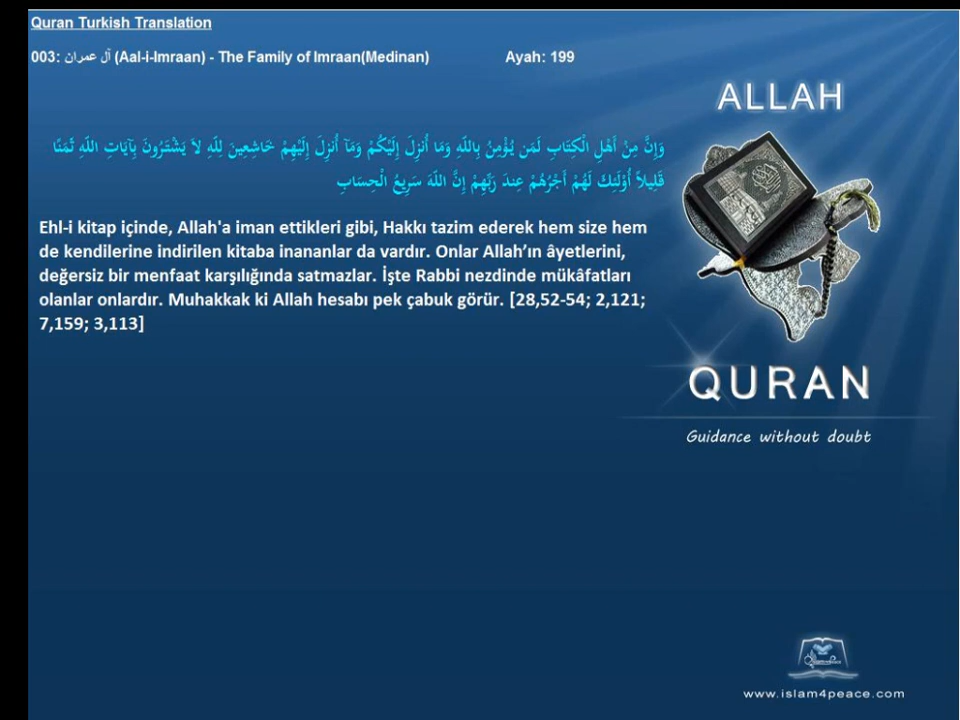 Quran Turkish Translation
003: آل عمران (Aal-i-Imraan) - The Family of Imraan(Medinan) Ayah: 199
ALLAH
وَإِنَّ مِنْ أَهْلِ الْكِتَابِ لَمَن يُؤْمِنُ بِاللّهِ وَمَا أُنزِلَ إِلَيْكُمْ وَمَآ أُنزِلَ إِلَيْهِمْ خَاشِعِينَ لِلّهِ لاَ يَشْتَرُونَ بِآيَاتِ اللّهِ ثَمَنًا
قَلِيلاً أُوْلَئِكَ لَهُمْ أَجْرُهُمْ عِندَ رَبِّهِمْ إِنَّ اللّهَ سَرِيعُ الْحِسَابِ
Ehl-i kitap içinde, Allah'a iman ettikleri gibi, Hakkı tazim ederek hem size hem
de kendilerine indirilen kitaba inananlar da vardır. Onlar Allah’ın âyetlerini,
değersiz bir menfaat karşılığında satmazlar. İşte Rabbi nezdinde mükâfatları
olanlar onlardır. Muhakkak ki Allah hesabı pek çabuk görür. [28,52-54; 2,121;
7,159; 3,113]
QURAN
Guidance without doubt
www.islam4peace.com